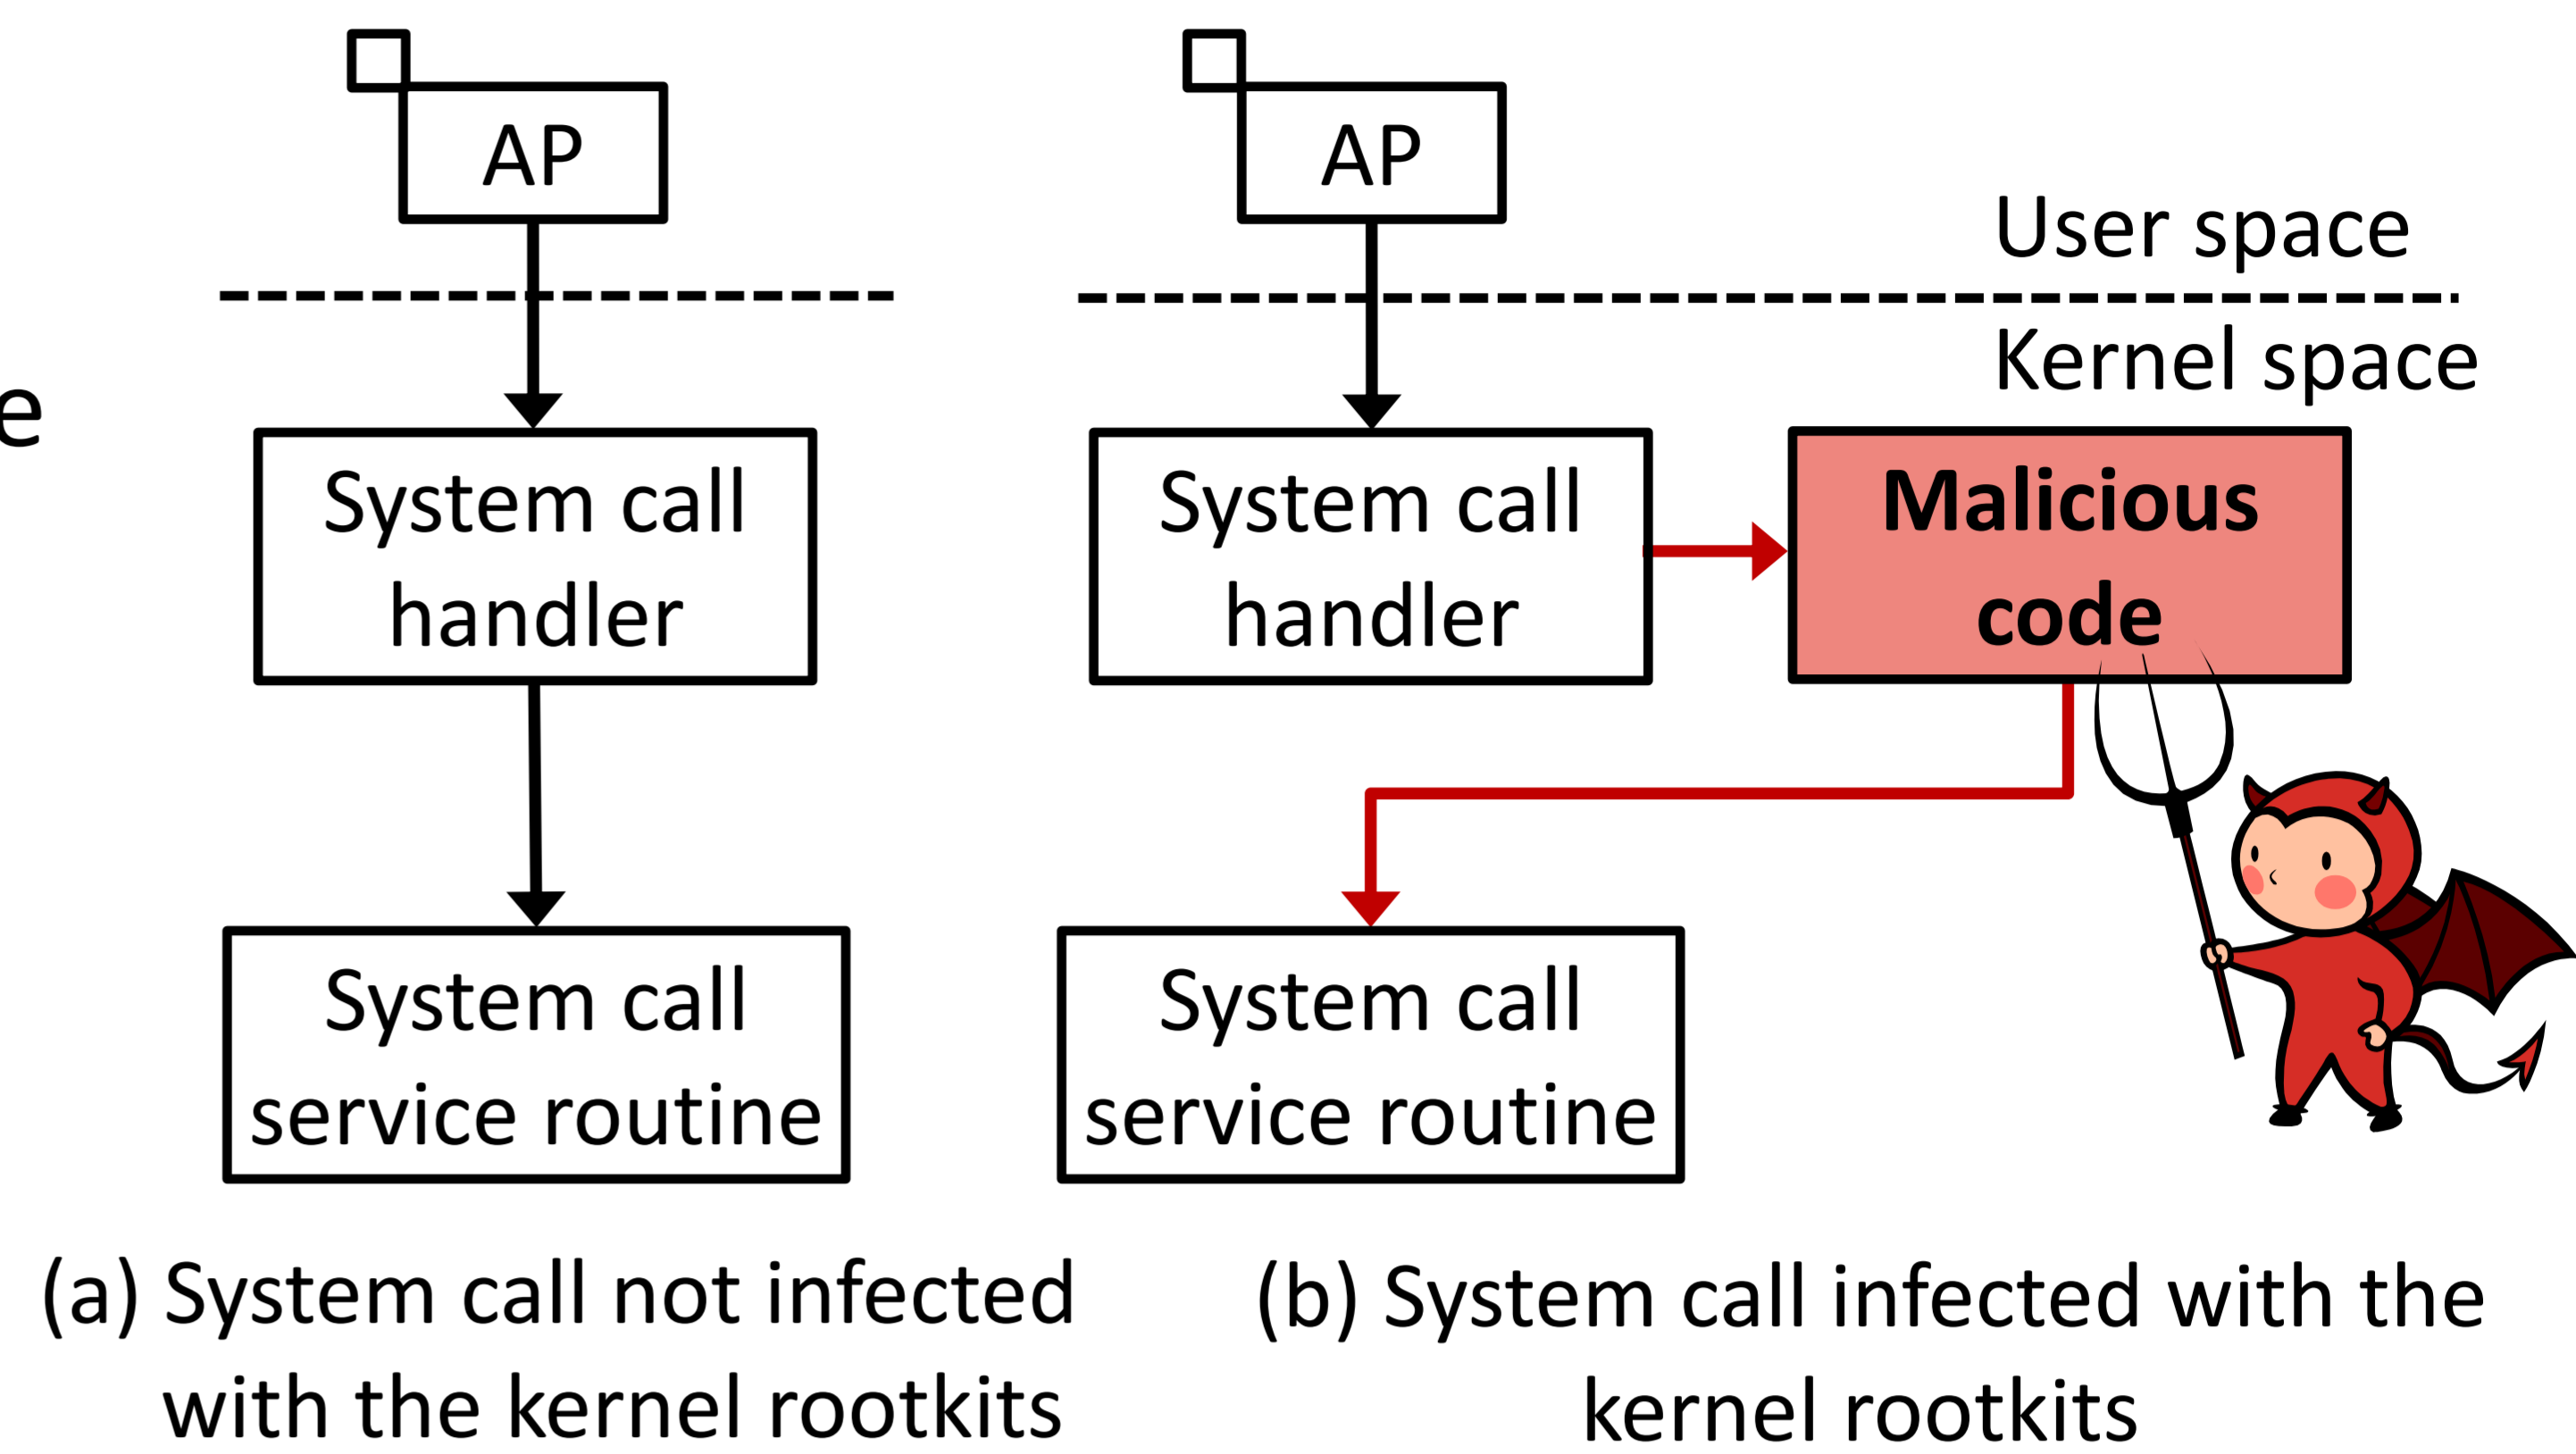 AP
AP
User space
Kernel space
e
System call
handler
System call
handler
Malicious
code
System call
service routine
System call
service routine
(a) System call not infected
with the kernel rootkits
(b) System call infected with the
kernel rootkits